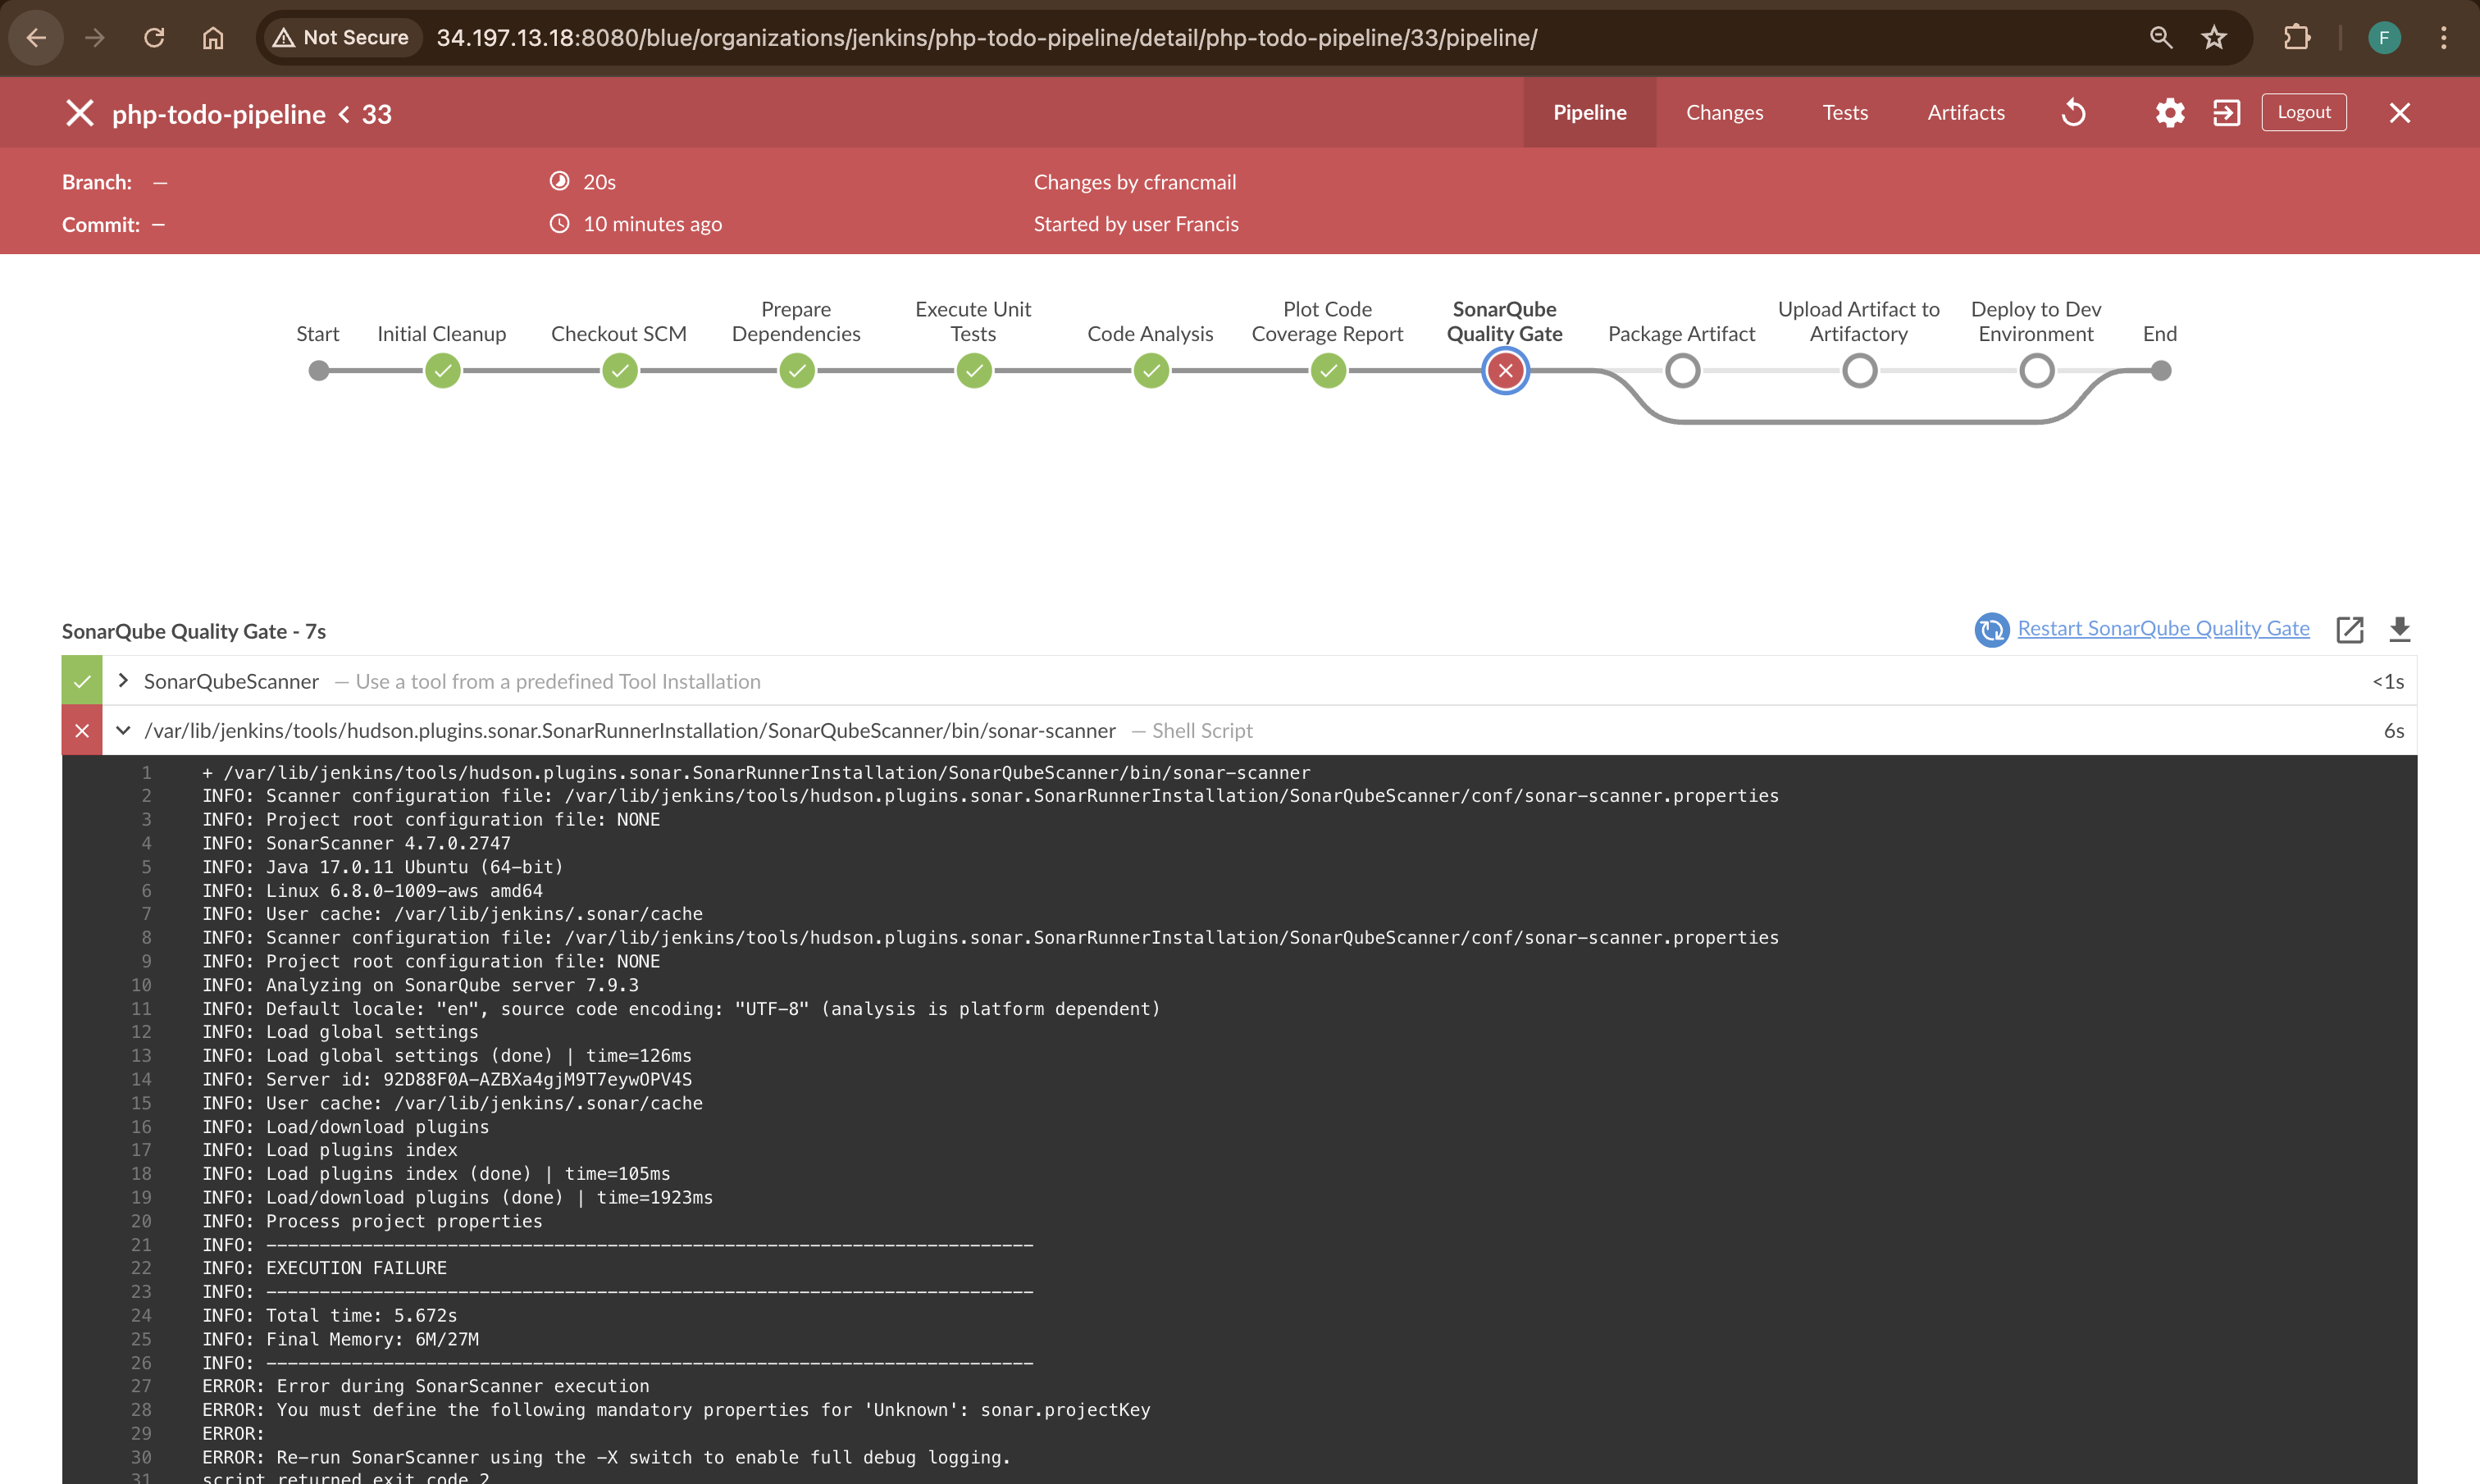 Not Secure 34.197.13.18:8080/blue/organizations/jenkins/php-todo-pipeline/detail/php-todo-pipeline/33/pipeline/
F
php-todo-pipeline < 33
Pipeline Changes Tests Artifacts Logout
Branch: — 20s Changes by cfrancmail
Commit: — 10 minutes ago Started by user Francis
Start
Initial Cleanup
Checkout SCM
Prepare
Dependencies
Execute Unit
Tests
Code Analysis
Plot Code
Coverage Report
SonarQube
Quality Gate
Package Artifact
Upload Artifact to
Artifactory
Deploy to Dev
Environment
End
SonarQube Quality Gate - 7s
Restart SonarQube Quality Gate
SonarQubeScanner — Use a tool from a predefined Tool Installation <1s
/var/lib/jenkins/tools/hudson.plugins.sonar.SonarRunnerInstallation/SonarQubeScanner/bin/sonar-scanner — Shell Script 6s
1 + /var/lib/jenkins/tools/hudson.plugins.sonar.SonarRunnerInstallation/SonarQubeScanner/bin/sonar-scanner
2 INFO: Scanner configuration file: /var/lib/jenkins/tools/hudson.plugins.sonar.SonarRunnerInstallation/SonarQubeScanner/conf/sonar-scanner.properties
3 INFO: Project root configuration file: NONE
4 INFO: SonarScanner 4.7.0.2747
5 INFO: Java 17.0.11 Ubuntu (64-bit)
6 INFO: Linux 6.8.0-1009-aws amd64
7 INFO: User cache: /var/lib/jenkins/.sonar/cache
8 INFO: Scanner configuration file: /var/lib/jenkins/tools/hudson.plugins.sonar.SonarRunnerInstallation/SonarQubeScanner/conf/sonar-scanner.properties
9 INFO: Project root configuration file: NONE
10 INFO: Analyzing on SonarQube server 7.9.3
11 INFO: Default locale: "en", source code encoding: "UTF-8" (analysis is platform dependent)
12 INFO: Load global settings
13 INFO: Load global settings (done) | time=126ms
14 INFO: Server id: 92D88F0A-AZBXa4gjM9T7eywOPV4S
15 INFO: User cache: /var/lib/jenkins/.sonar/cache
16 INFO: Load/download plugins
17 INFO: Load plugins index
18 INFO: Load plugins index (done) | time=105ms
19 INFO: Load/download plugins (done) | time=1923ms
20 INFO: Process project properties
21 INFO: ------------------------------------------------------------------------
22 INFO: EXECUTION FAILURE
23 INFO: ------------------------------------------------------------------------
24 INFO: Total time: 5.672s
25 INFO: Final Memory: 6M/27M
26 INFO: ------------------------------------------------------------------------
27 ERROR: Error during SonarScanner execution
28 ERROR: You must define the following mandatory properties for 'Unknown': sonar.projectKey
29 ERROR:
30 ERROR: Re-run SonarScanner using the -X switch to enable full debug logging.
31 script returned exit code 2